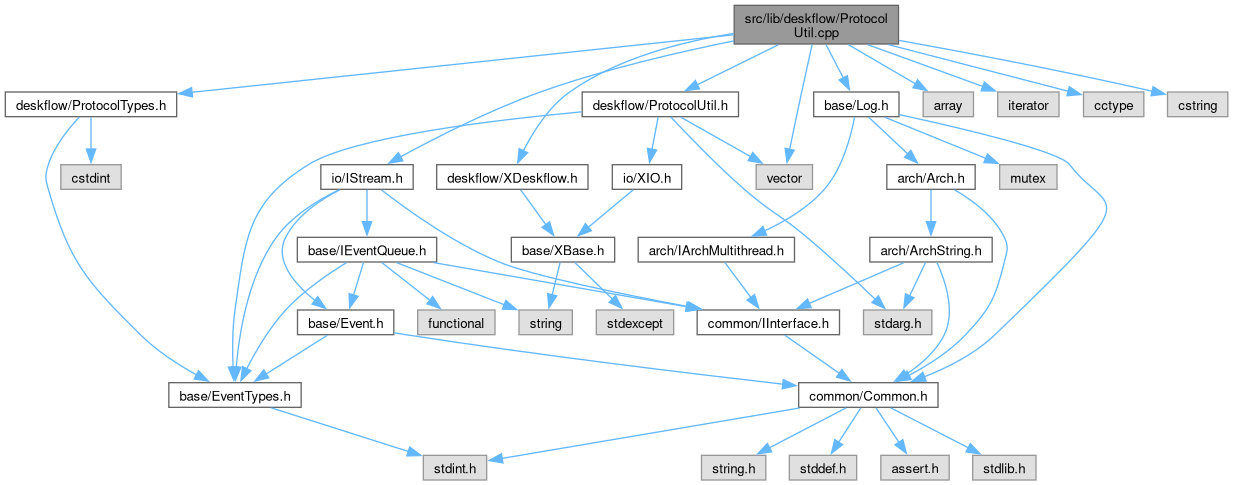 src/lib/deskflow/Protocol
Util.cpp
deskflow/ProtocolTypes.h
deskflow/ProtocolUtil.h
base/Log.h
array
iterator
cctype
cstring
cstdint
io/IStream.h
deskflow/XDeskflow.h
io/XIO.h
vector
arch/Arch.h
mutex
base/IEventQueue.h
base/XBase.h
arch/IArchMultithread.h
arch/ArchString.h
base/Event.h
functional
string
stdexcept
common/IInterface.h
stdarg.h
base/EventTypes.h
common/Common.h
stdint.h
string.h
stddef.h
assert.h
stdlib.h